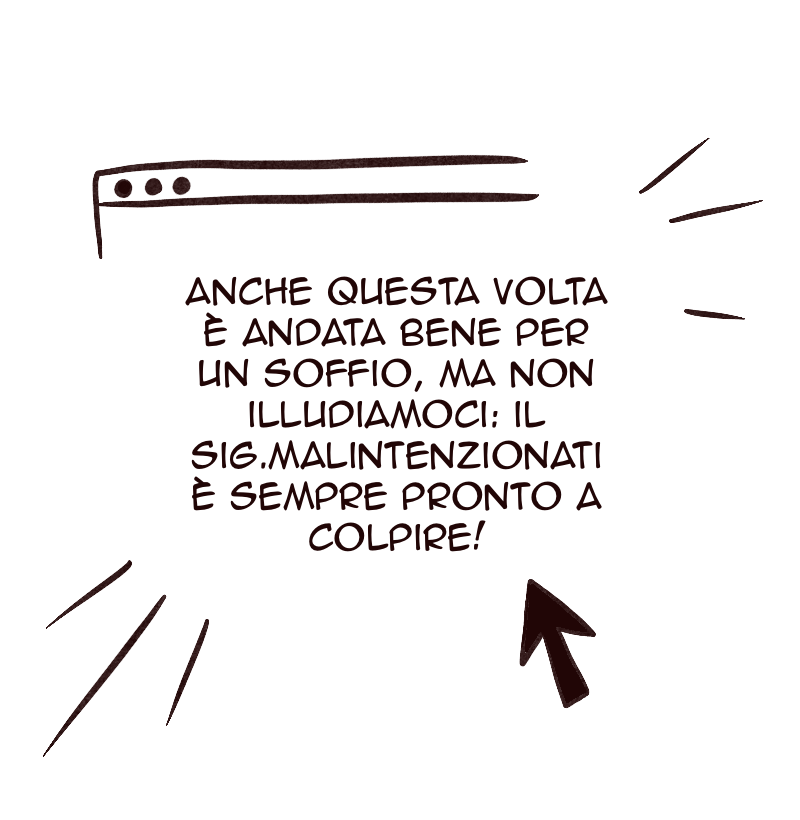 ANCHE QUESTA VOLTA
È ANDATA BENE PER
UN SOFFIO, MA NON
ILLUDIAMOCI: IL
SIG.MALINTENZIONATI
È SEMPRE PRONTO A
COLPIRE!